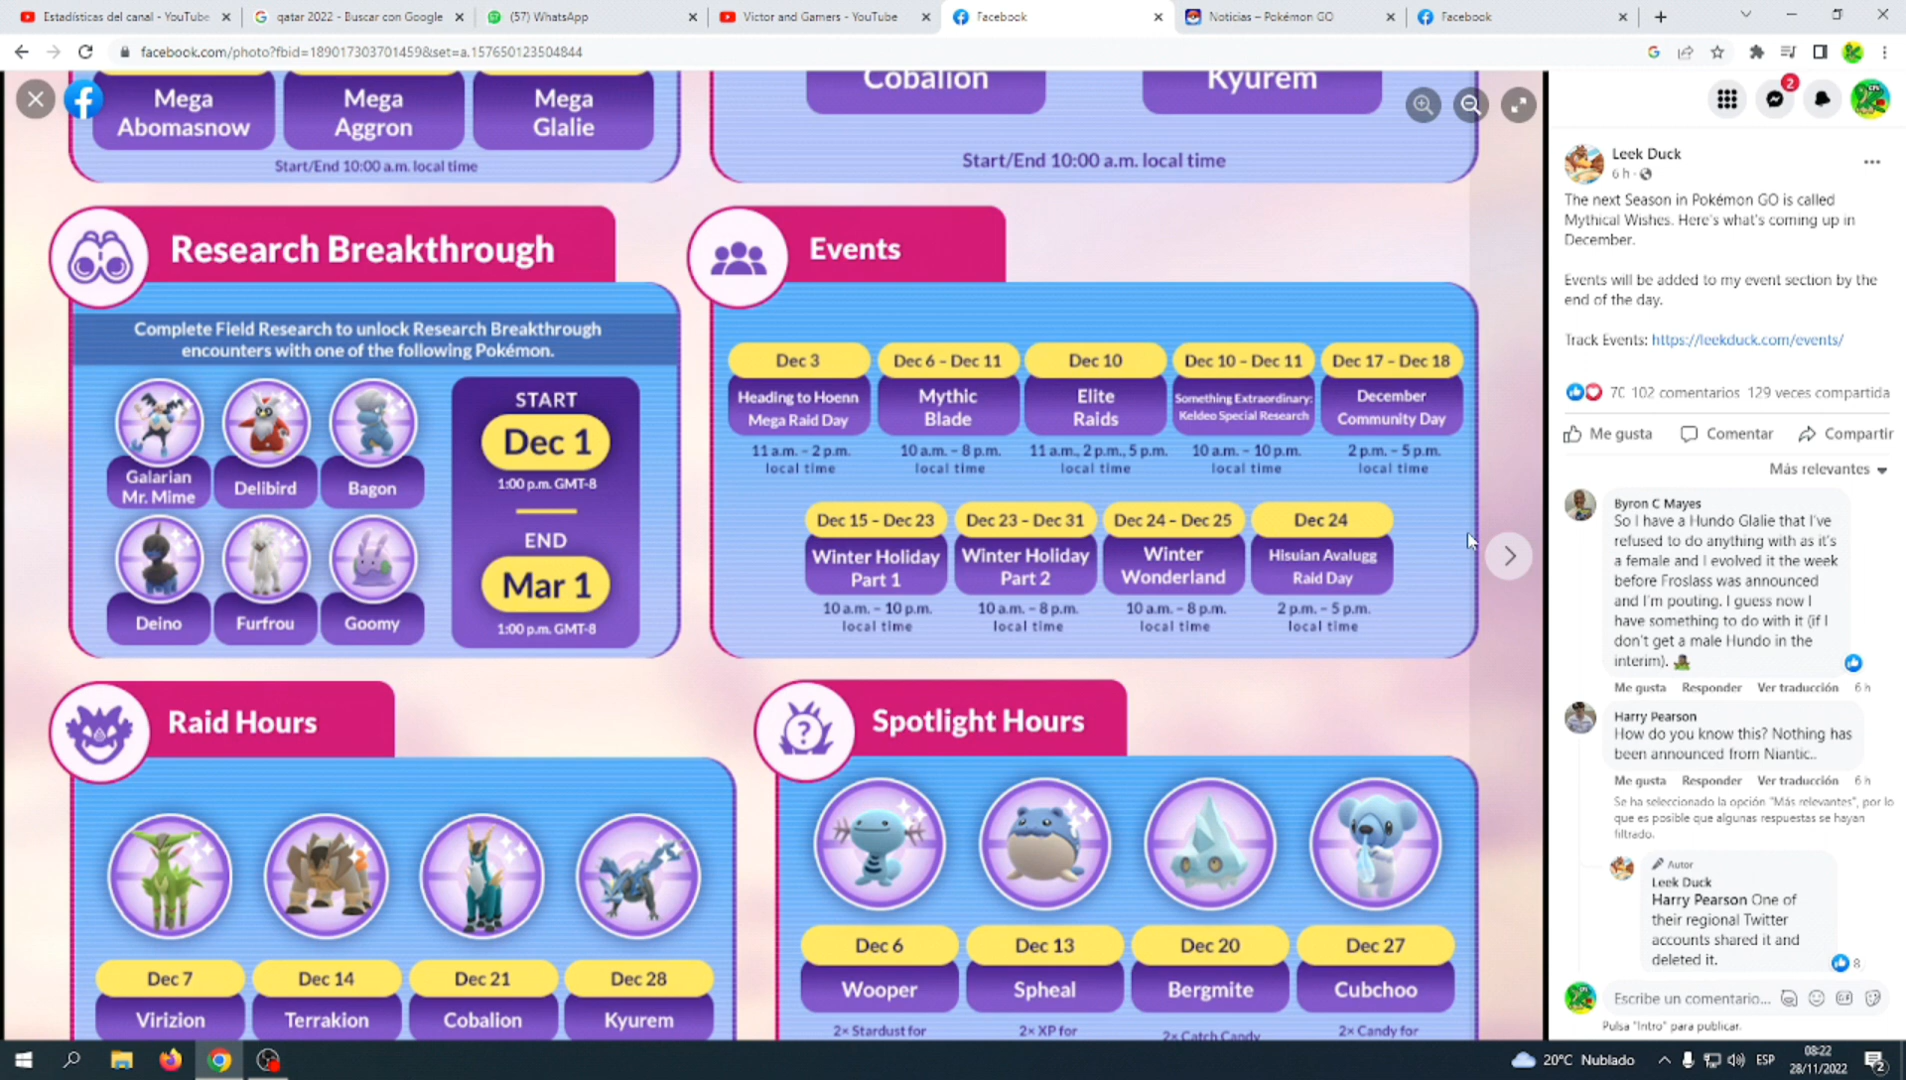 Estadísticas del canal - YouTube
qatar 2022 - Buscar con Google
(57) WhatsApp
Victor and Gamers - YouTube
Facebook
Noticias – Pokémon GO
Facebook
facebook.com/photo?fbid=189017303701459&set=a.157650123504844
Mega Abomasnow
Mega Aggron
Mega Glalie
Start/End 10:00 a.m. local time
Cobalion
Kyurem
Start/End 10:00 a.m. local time
Research Breakthrough
Complete Field Research to unlock Research Breakthrough
encounters with one of the following Pokémon.
Galarian
Mr. Mime
Delibird
Bagon
Deino
Furfrou
Goomy
START
Dec 1
1:00 p.m. GMT-8
END
Mar 1
1:00 p.m. GMT-8
Events
Dec 3
Heading to Hoenn
Mega Raid Day
11 a.m. – 2 p.m.
local time
Dec 6 – Dec 11
Mythic
Blade
10 a.m. – 8 p.m.
local time
Dec 10
Elite
Raids
11 a.m., 2 p.m., 5 p.m.
local time
Dec 10 – Dec 11
Something Extraordinary:
Keldeo Special Research
10 a.m. – 10 p.m.
local time
Dec 17 – Dec 18
December
Community Day
2 p.m. – 5 p.m.
local time
Dec 15 – Dec 23
Winter Holiday
Part 1
10 a.m. – 10 p.m.
local time
Dec 23 – Dec 31
Winter Holiday
Part 2
10 a.m. – 8 p.m.
local time
Dec 24 – Dec 25
Winter
Wonderland
10 a.m. – 8 p.m.
local time
Dec 24
Hisuian Avalugg
Raid Day
2 p.m. – 5 p.m.
local time
Raid Hours
Dec 7
Virizion
Dec 14
Terrakion
Dec 21
Cobalion
Dec 28
Kyurem
Spotlight Hours
Dec 6
Wooper
2× Stardust for
Dec 13
Spheal
2× XP for
Dec 20
Bergmite
2× Catch Candy
Dec 27
Cubchoo
2× Candy for
2
Leek Duck
6 h
The next Season in Pokémon GO is called
Mythical Wishes. Here's what's coming up in
December.
Events will be added to my event section by the
end of the day.
Track Events: https://leekduck.com/events/
102 comentarios 129 veces compartida
Me gusta
Comentar
Compartir
Más relevantes
Byron C Mayes
So I have a Hundo Glalie that I've
refused to do anything with as it's
a female and I evolved it the week
before Froslass was announced
and I'm pouting. I guess now I
have something to do with it (if I
don't get a male Hundo in the
interim).
Me gusta Responder Ver traducción 6 h
Harry Pearson
How do you know this? Nothing has
been announced from Niantic..
Me gusta Responder Ver traducción 6 h
Se ha seleccionado la opción "Más relevantes", por lo
que es posible que algunas respuestas se hayan
filtrado.
Autor
Leek Duck
Harry Pearson One of
their regional Twitter
accounts shared it and
deleted it.
8
Escribe un comentario...
Pulsa "Intro" para publicar.
20°C Nublado
ESP
08:22
28/11/2022
2